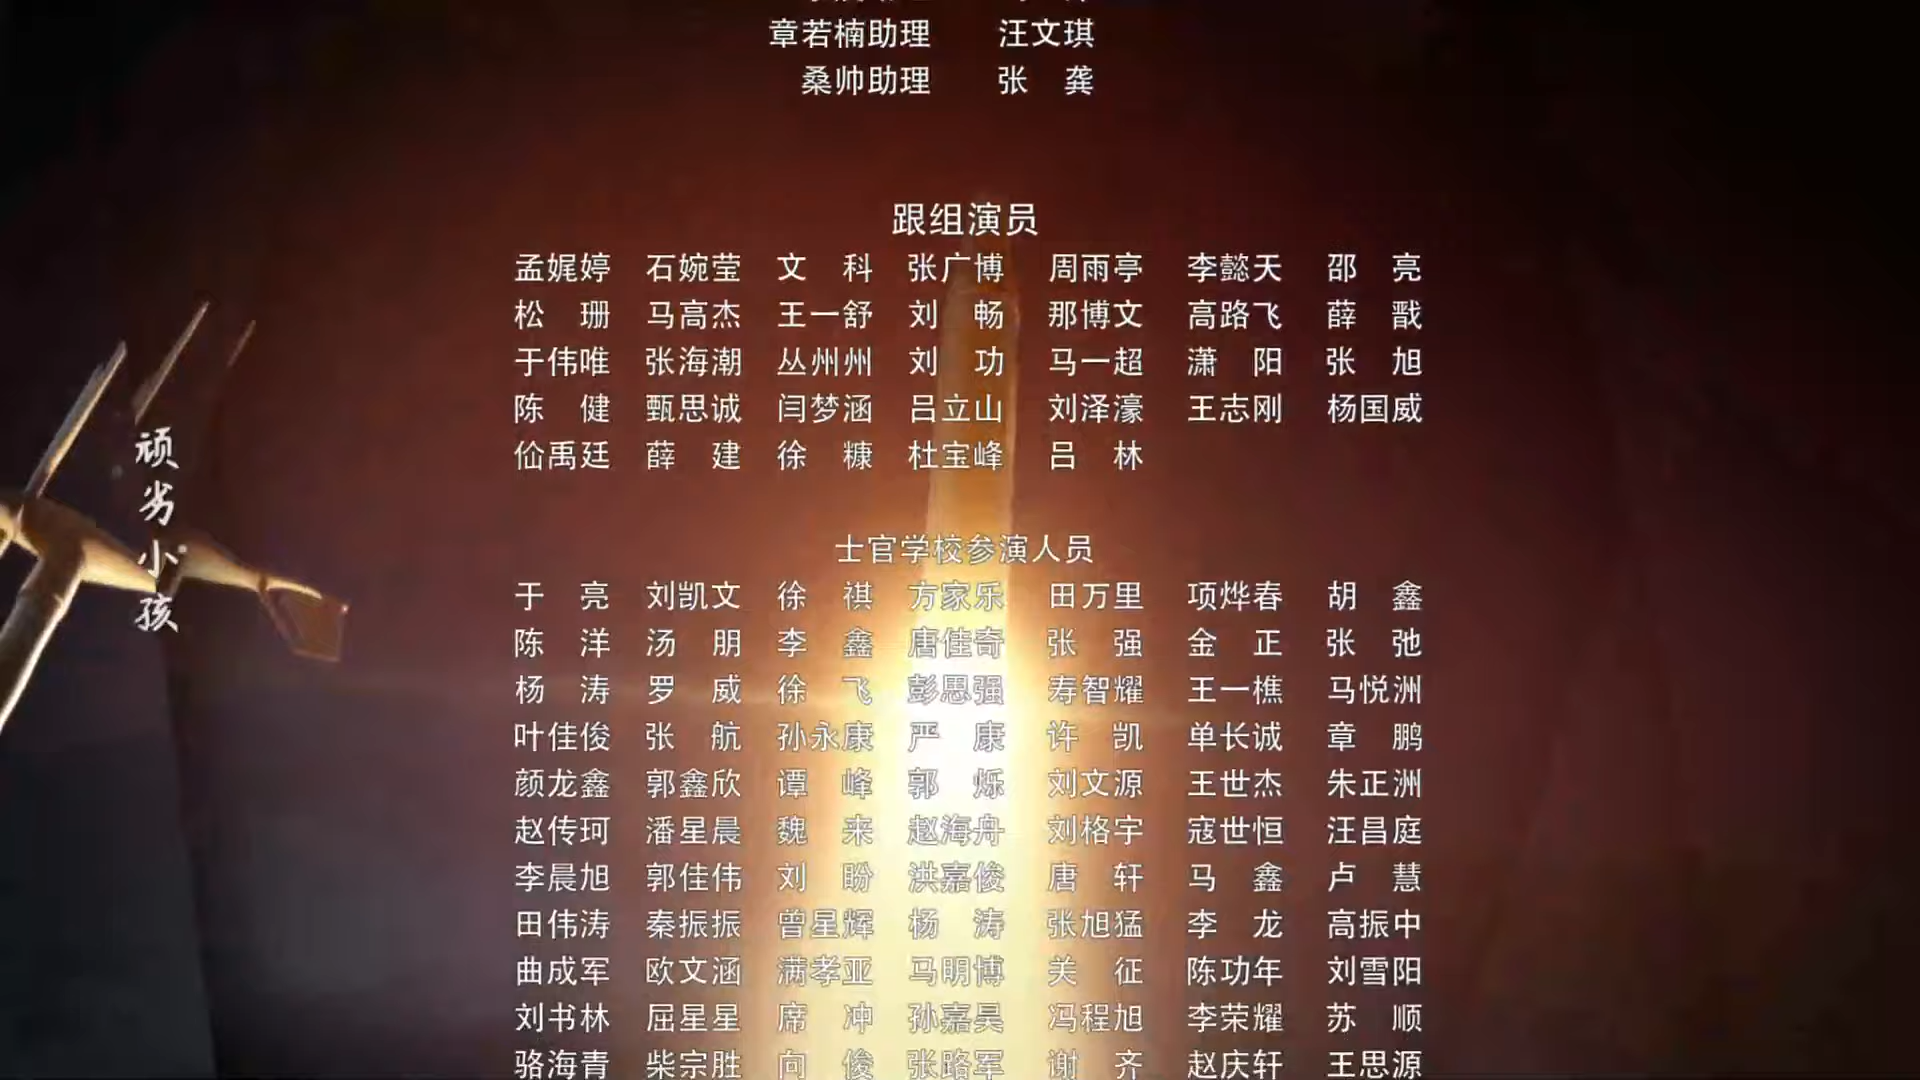 章若楠助理 汪文琪
桑帅助理 张 龚
跟组演员
孟娓婷 石婉莹 文 科 张广博 周雨亭 李懿天 邵 亮
松 珊 马高杰 王一舒 刘 畅 那博文 高路飞 薛 戬
于伟唯 张海潮 丛州州 刘 功 马一超 潇 阳 张 旭
陈 健 甄思诚 闫梦涵 吕立山 刘泽濠 王志刚 杨国威
佡禹廷 薛 建 徐 糠 杜宝峰 吕 林
士官学校参演人员
于 亮 刘凯文 徐 祺 方家乐 田万里 项烨春 胡 鑫
陈 洋 汤 朋 李 鑫 唐佳奇 张 强 金 正 张 弛
杨 涛 罗 威 徐 飞 彭思强 寿智耀 王一樵 马悦洲
叶佳俊 张 航 孙永康 严 康 许 凯 单长诚 章 鹏
颜龙鑫 郭鑫欣 谭 峰 郭 烁 刘文源 王世杰 朱正洲
赵传珂 潘星晨 魏 来 赵海舟 刘格宇 寇世恒 汪昌庭
李晨旭 郭佳伟 刘 盼 洪嘉俊 唐 轩 马 鑫 卢 慧
田伟涛 秦振振 曾星辉 杨 涛 张旭猛 李 龙 高振中
曲成军 欧文涵 满孝亚 马明博 关 征 陈功年 刘雪阳
刘书林 屈星星 席 冲 孙嘉昊 冯程旭 李荣耀 苏 顺
骆海青 柴宗胜 向 俊 张路军 谢 齐 赵庆轩 王思源
顽劣小孩